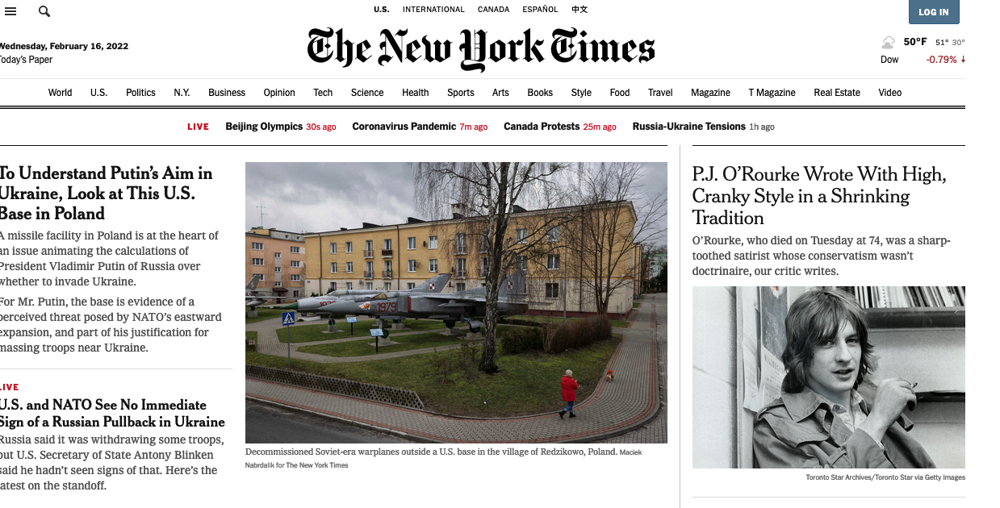 U.S. INTERNATIONAL CANADA ESPAÑOL 中文
LOG IN
Wednesday, February 16, 2022
Today's Paper
The New York Times
50°F 51° 30°
Dow -0.79% ↓
World U.S. Politics N.Y. Business Opinion Tech Science Health Sports Arts Books Style Food Travel Magazine T Magazine Real Estate Video
LIVE Beijing Olympics 30s ago Coronavirus Pandemic 7m ago Canada Protests 25m ago Russia-Ukraine Tensions 1h ago
To Understand Putin’s Aim in
Ukraine, Look at This U.S.
Base in Poland
A missile facility in Poland is at the heart of
an issue animating the calculations of
President Vladimir Putin of Russia over
whether to invade Ukraine.
For Mr. Putin, the base is evidence of a
perceived threat posed by NATO’s eastward
expansion, and part of his justification for
massing troops near Ukraine.
LIVE
U.S. and NATO See No Immediate
Sign of a Russian Pullback in Ukraine
Russia said it was withdrawing some troops,
but U.S. Secretary of State Antony Blinken
said he hadn’t seen signs of that. Here’s the
latest on the standoff.
1979
Decommissioned Soviet-era warplanes outside a U.S. base in the village of Redzikowo, Poland. Maciek
Nabrdalik for The New York Times
P.J. O’Rourke Wrote With High,
Cranky Style in a Shrinking
Tradition
O’Rourke, who died on Tuesday at 74, was a sharp-
toothed satirist whose conservatism wasn’t
doctrinaire, our critic writes.
Toronto Star Archives/Toronto Star via Getty Images